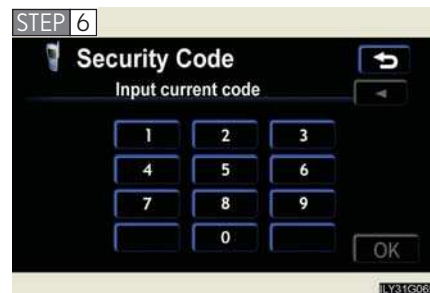 STEP 6
Security Code
Input current code
1 2 3
4 5 6
7 8 9
0
OK
ILY31G06